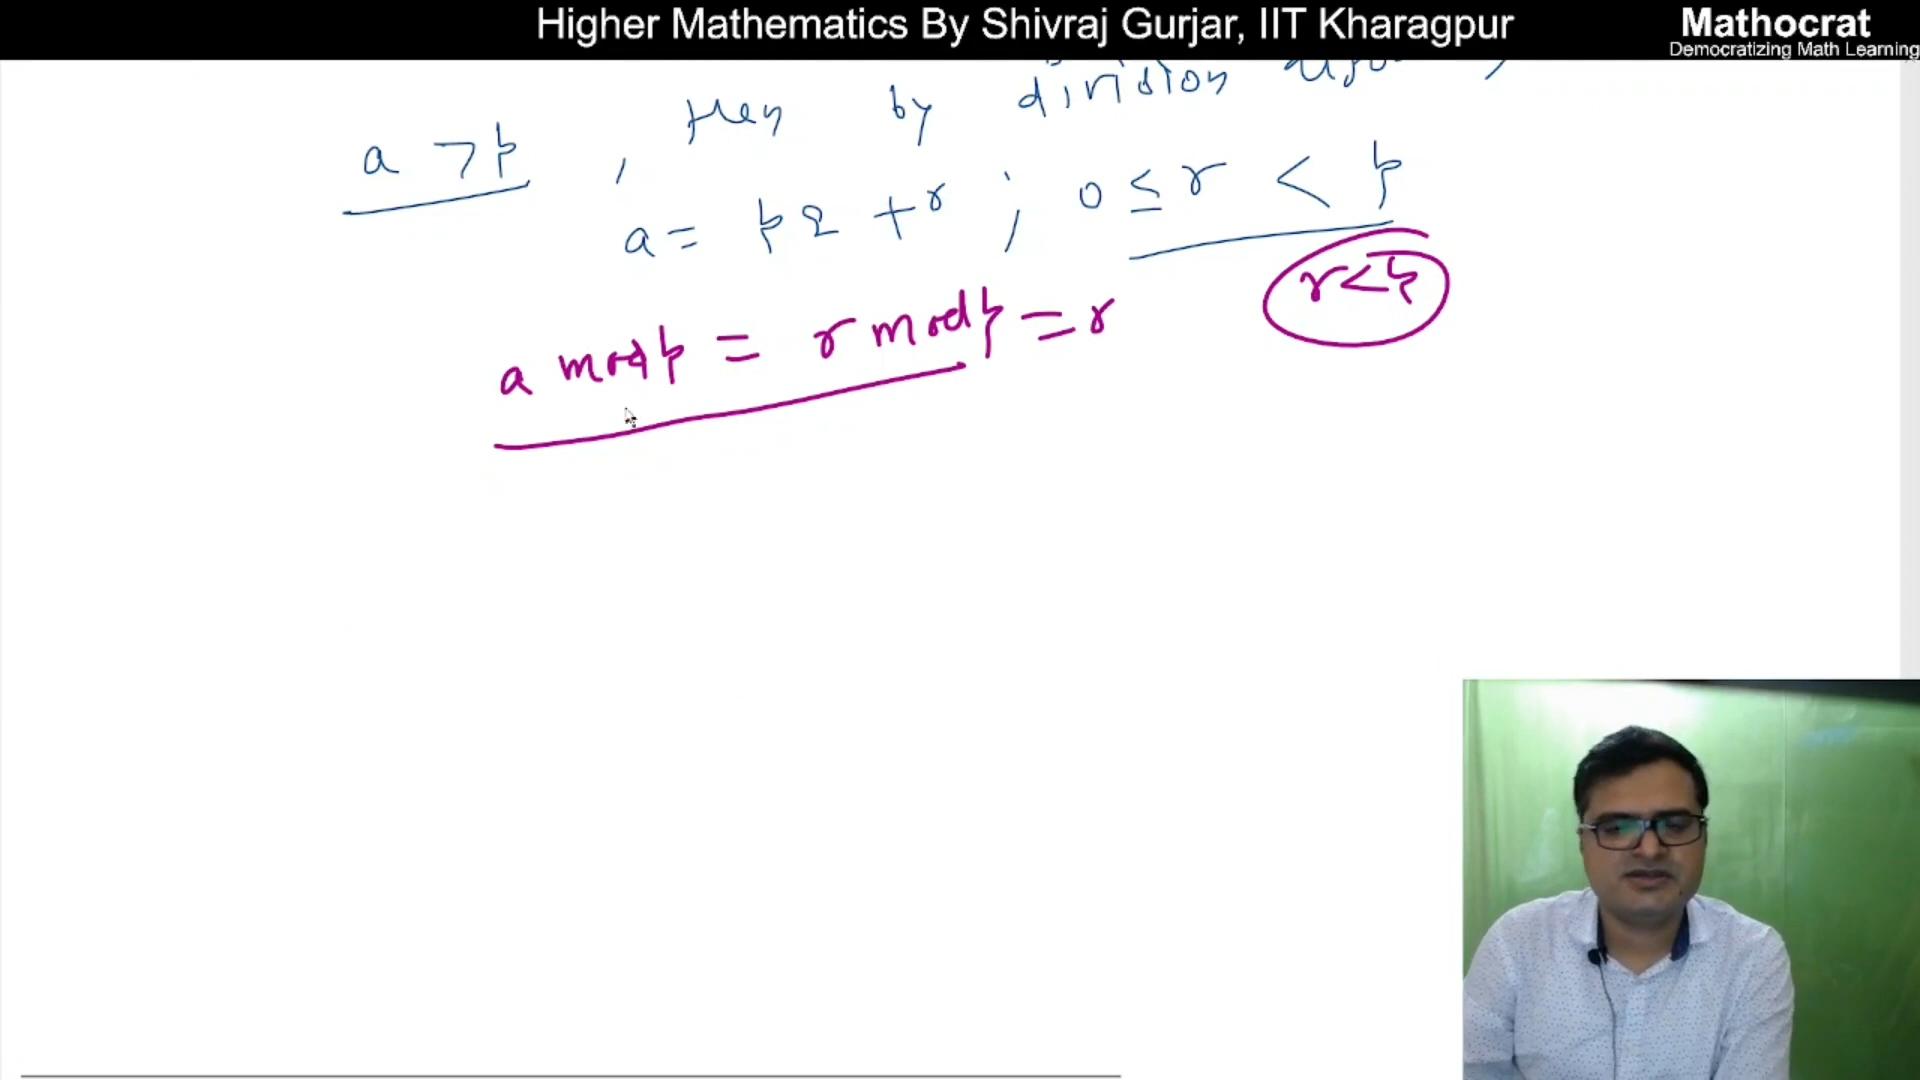 Higher Mathematics By Shivraj Gurjar, IIT Kharagpur
Mathocrat
Democratizing Math Learning
a > p, then by division
a = pq + r ; 0 ≤ r < p
r < p
a mod p = r mod p = r